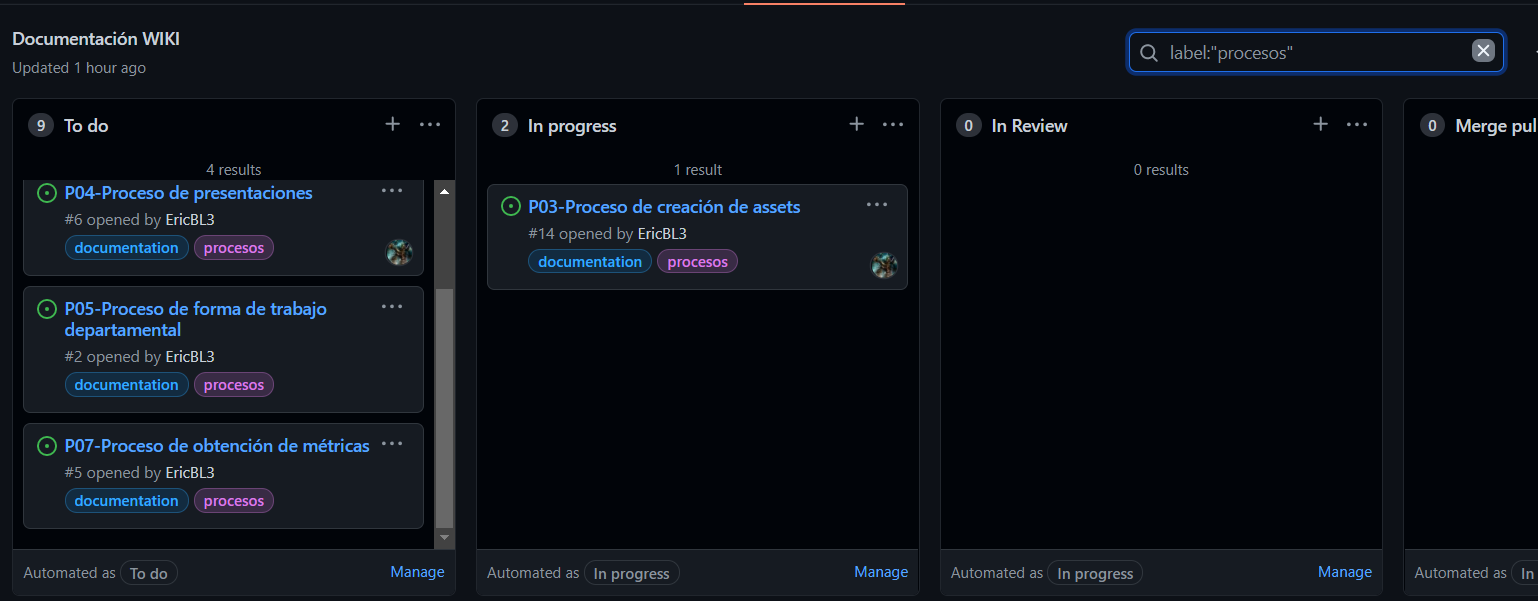 Documentación WIKI
Updated 1 hour ago
label:"procesos"
9 To do
4 results
P04-Proceso de presentaciones
#6 opened by EricBL3
documentation procesos
P05-Proceso de forma de trabajo
departamental
#2 opened by EricBL3
documentation procesos
P07-Proceso de obtención de métricas
#5 opened by EricBL3
documentation procesos
Automated as To do Manage
2 In progress
1 result
P03-Proceso de creación de assets
#14 opened by EricBL3
documentation procesos
Automated as In progress Manage
0 In Review
0 results
Automated as In progress Manage
0 Merge pul
Automated as In